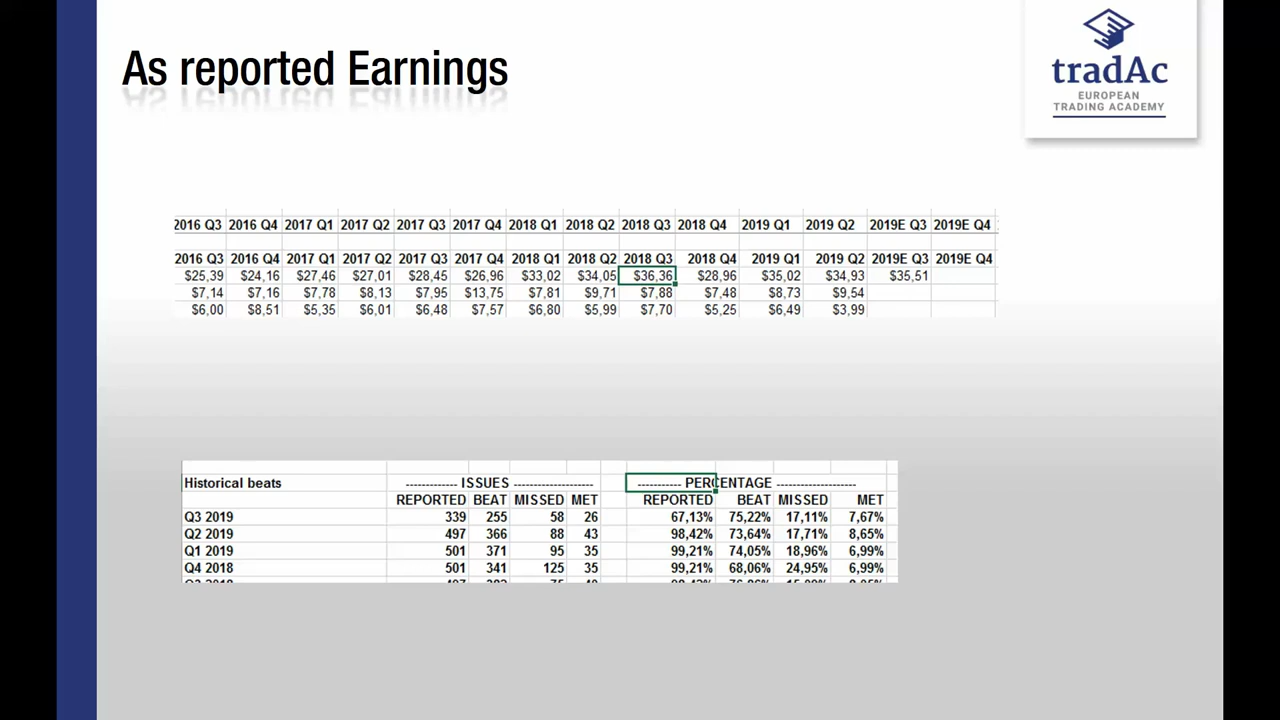 As reported Earnings
tradAc
EUROPEAN
TRADING ACADEMY
2016 Q3 2016 Q4 2017 Q1 2017 Q2 2017 Q3 2017 Q4 2018 Q1 2018 Q2 2018 Q3 2018 Q4 2019 Q1 2019 Q2 2019E Q3 2019E Q4
2016 Q3 2016 Q4 2017 Q1 2017 Q2 2017 Q3 2017 Q4 2018 Q1 2018 Q2 2018 Q3 2018 Q4 2019 Q1 2019 Q2 2019E Q3 2019E Q4
$25,39 $24,16 $27,46 $27,01 $28,45 $26,96 $33,02 $34,05 $36,36 $28,96 $35,02 $34,93 $35,51
$7,14 $7,16 $7,78 $8,13 $7,95 $13,75 $7,81 $9,71 $7,88 $7,48 $8,73 $9,54
$6,00 $8,51 $5,35 $6,01 $6,48 $7,57 $6,80 $5,99 $7,70 $5,25 $6,49 $3,99
Historical beats ------------ ISSUES ------------------- ---------- PERCENTAGE -------------------
REPORTED BEAT MISSED MET REPORTED BEAT MISSED MET
Q3 2019 339 255 58 26 67,13% 75,22% 17,11% 7,67%
Q2 2019 497 366 88 43 98,42% 73,64% 17,71% 8,65%
Q1 2019 501 371 95 35 99,21% 74,05% 18,96% 6,99%
Q4 2018 501 341 125 35 99,21% 68,06% 24,95% 6,99%